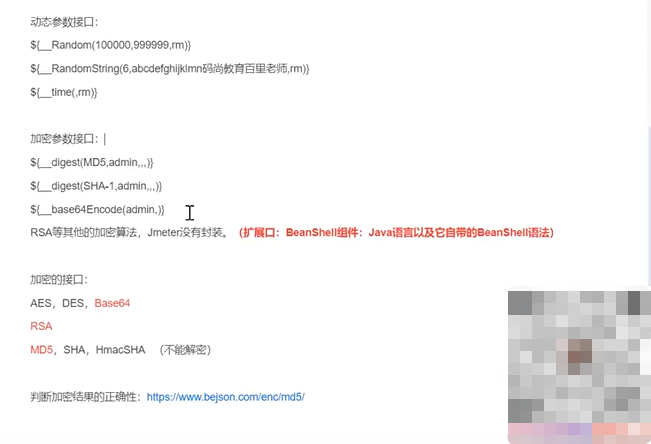 动态参数接口：
${__Random(100000,999999,rm)}
${__RandomString(6,abcdefghijklmn码尚教育百里老师,rm)}
${__time(,rm)}
加密参数接口：
${__digest(MD5,admin,,,)}
${__digest(SHA-1,admin,,,)}
${__base64Encode(admin,)}
RSA等其他的加密算法，Jmeter没有封装。（扩展口：BeanShell组件：Java语言以及它自带的BeanShell语法）
加密的接口：
AES，DES，Base64
RSA
MD5，SHA，HmacSHA （不能解密）
判断加密结果的正确性：https://www.bejson.com/enc/md5/